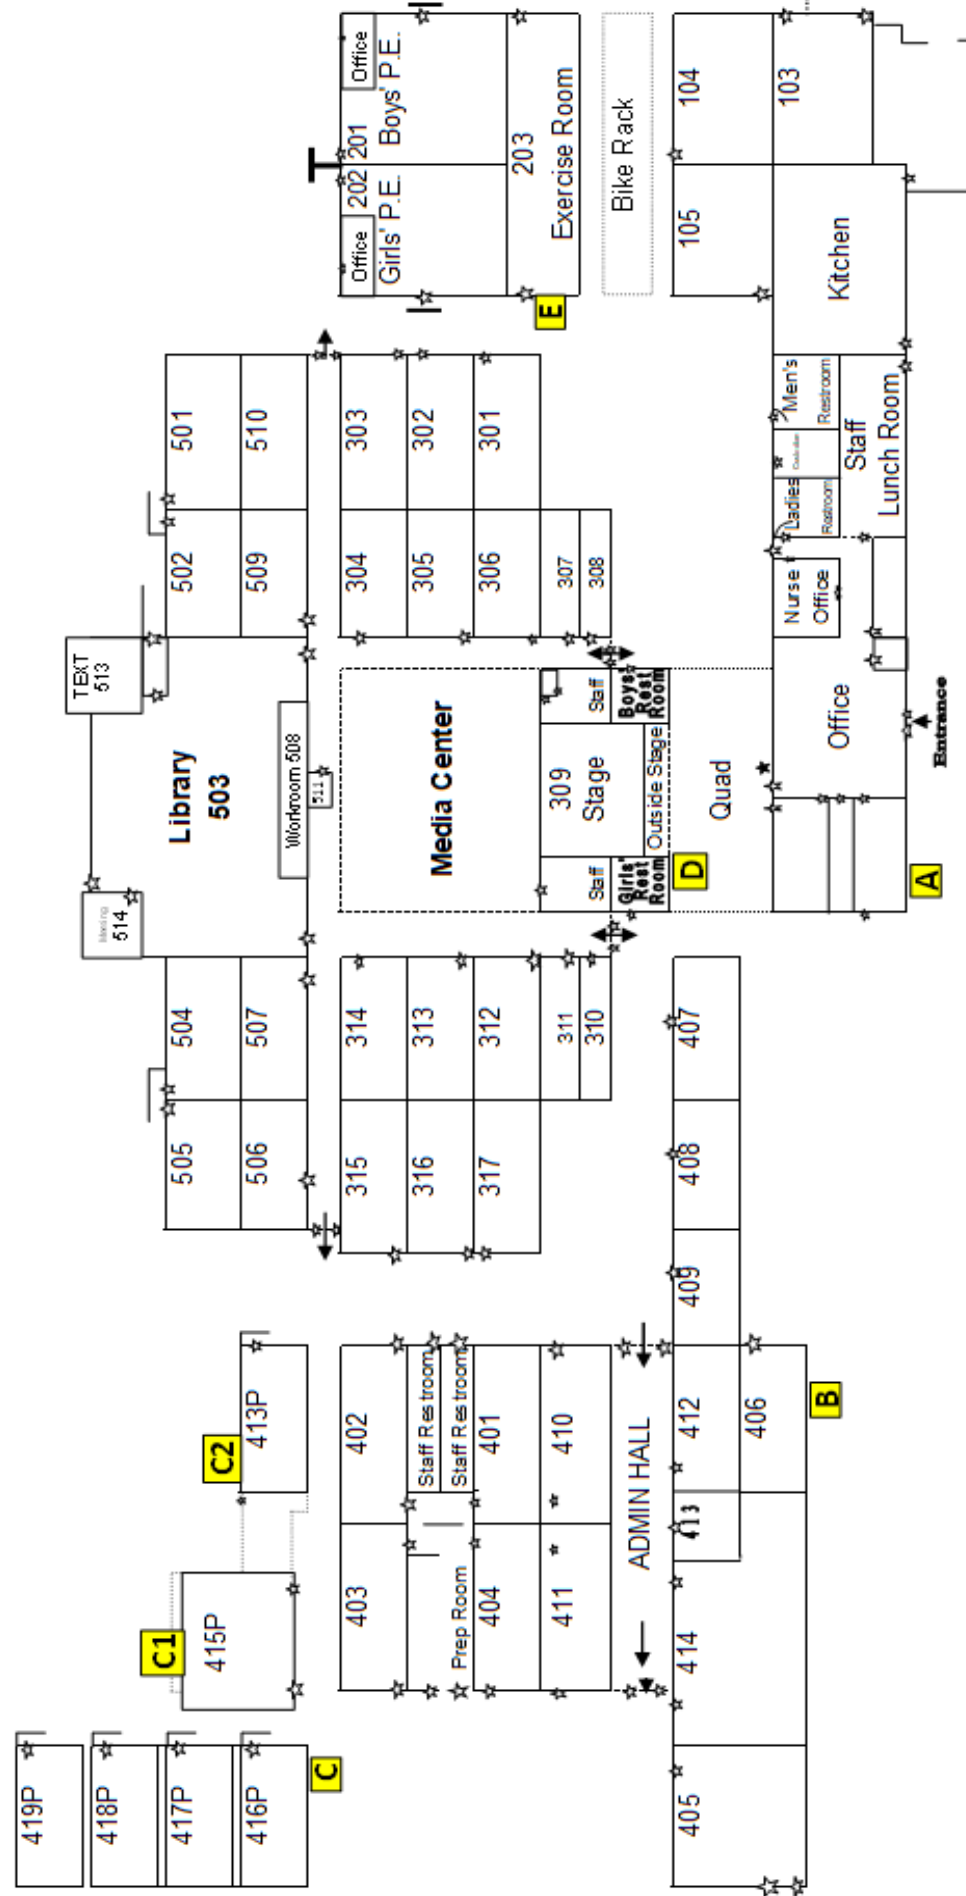 419P
418P
417P
416P
C
C1
415P
C2
413P
403
402
Prep Room
Staff Restroom
Staff Restroom
404
401
411
410
ADMIN HALL
405
414
413
412
406
B
409
408
407
505
504
506
507
514
Library
503
TEXT
513
Workroom 508
511
502
501
509
510
315
314
316
313
317
312
311
310
Media Center
309
Stage
Staff
Staff
Girls'
Rest
Room
Outside Stage
Boys'
Rest
Room
D
Quad
304
303
305
302
306
301
307
308
Office
202
Girls' P.E.
201
Boys' P.E.
Office
203
Exercise Room
E
Bike Rack
105
104
103
Kitchen
A
Office
Entrance
Nurse
Office
Ladies
Restroom
Men's
Restroom
Staff
Lunch Room